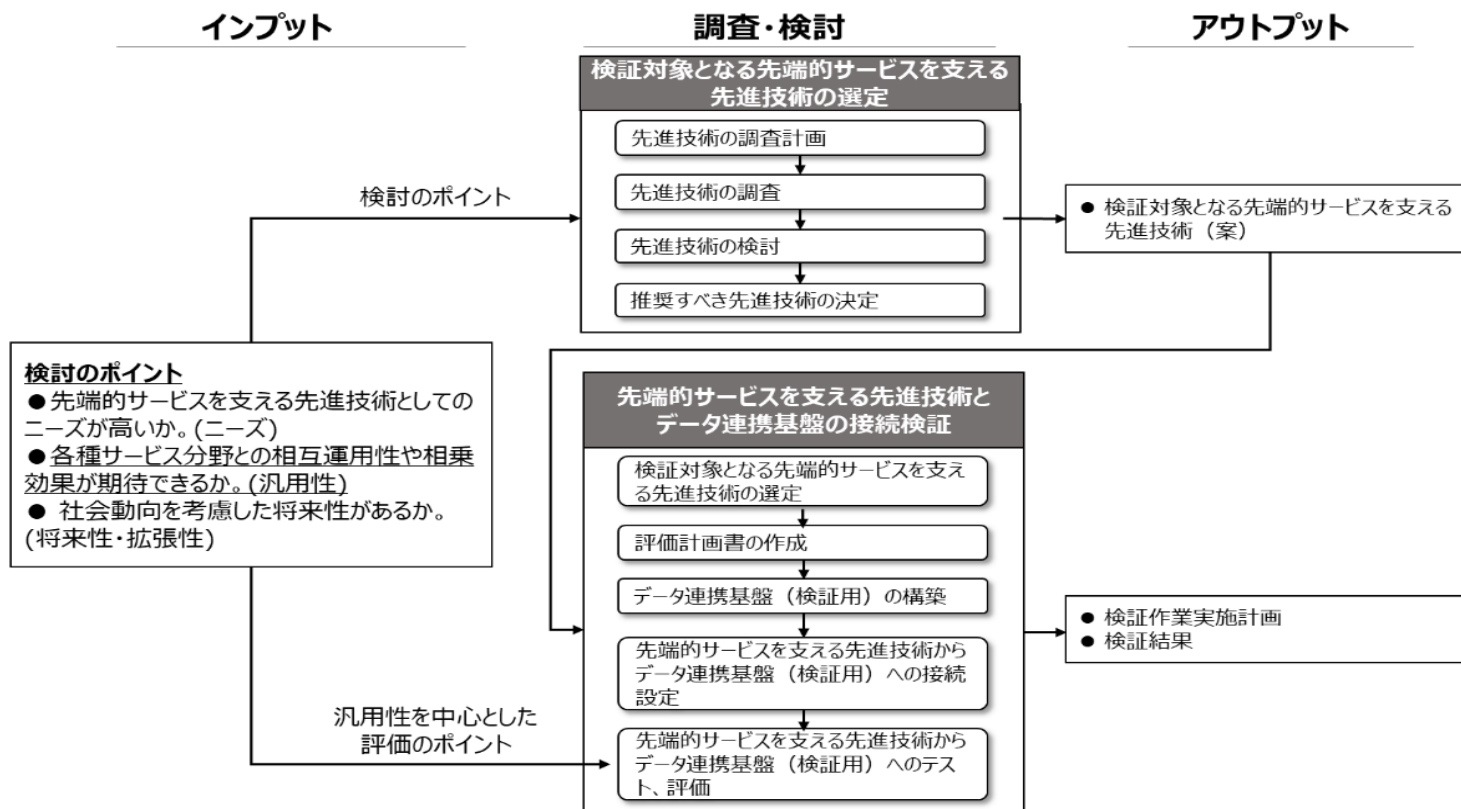 インプット
調査・検討
アウトプット
検証対象となる先端的サービスを支える
先進技術の選定
先進技術の調査計画
先進技術の調査
先進技術の検討
推奨すべき先進技術の決定
検討のポイント
● 検証対象となる先端的サービスを支える
先進技術（案）
検討のポイント
●先端的サービスを支える先進技術としての
ニーズが高いか。(ニーズ)
●各種サービス分野との相互運用性や相乗
効果が期待できるか。(汎用性)
● 社会動向を考慮した将来性があるか。
(将来性・拡張性)
先端的サービスを支える先進技術と
データ連携基盤の接続検証
検証対象となる先端的サービスを支え
る先進技術の選定
評価計画書の作成
データ連携基盤（検証用）の構築
先端的サービスを支える先進技術から
データ連携基盤（検証用）への接続
設定
先端的サービスを支える先進技術から
データ連携基盤（検証用）へのテス
ト、評価
汎用性を中心とした
評価のポイント
● 検証作業実施計画
● 検証結果